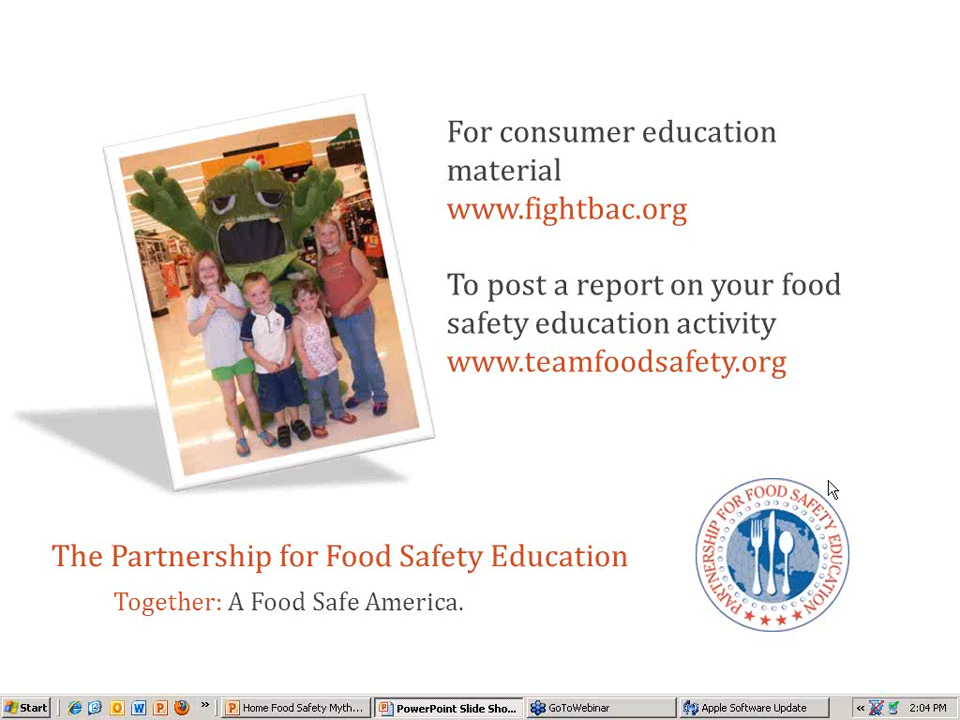 For consumer education
material
www.fightbac.org
To post a report on your food
safety education activity
www.teamfoodsafety.org
PARTNERSHIP FOR FOOD SAFETY EDUCATION
The Partnership for Food Safety Education
Together: A Food Safe America.
Start
Home Food Safety Myth...
PowerPoint Slide Sho...
GoToWebinar
Apple Software Update
2:04 PM